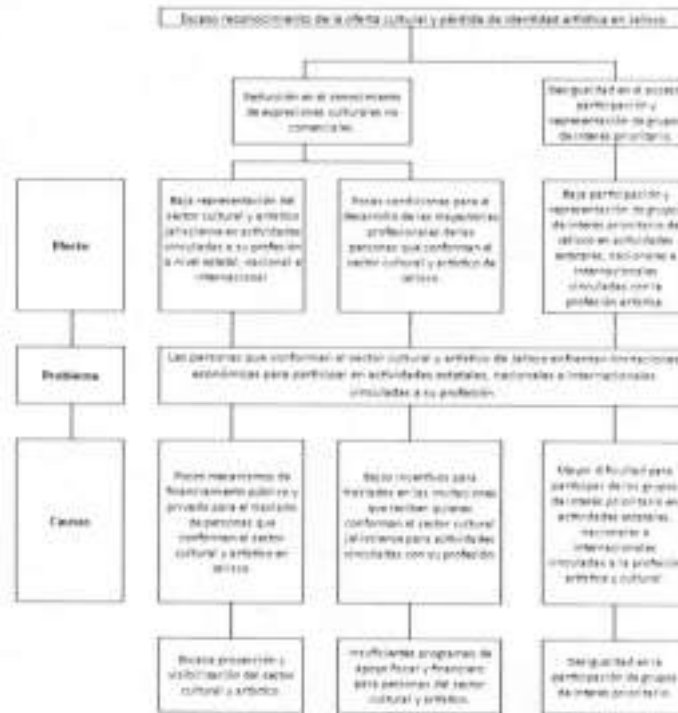 Escaso reconocimiento de la oferta cultural y pérdida de identidad artística en Jalisco
Reducción en el conocimiento
de expresiones culturales no
comerciales.
Desigualdad en el acceso
participación y
representación de grupos
de interés prioritario.
Efecto
Baja representación del
sector cultural y artístico
jalisciense en actividades
vinculadas a su profesión
a nivel estatal, nacional e
internacional
Pocas condiciones para el
desarrollo de las trayectorias
profesionales de las
personas que conforman el
sector cultural y artístico de
Jalisco.
Baja participación y
representación de grupos
de interés prioritario de
Jalisco en actividades
estatales, nacionales e
internacionales
vinculadas con la
profesión artística
Problema
Las personas que conforman el sector cultural y artístico de Jalisco enfrentan limitaciones
económicas para participar en actividades estatales, nacionales e internacionales
vinculadas a su profesión.
Causas
Pocos mecanismos de
financiamiento público y
privado para el traslado
de personas que
conforman el sector
cultural y artístico en
Jalisco
Bajos incentivos para
traslados en las invitaciones
que reciben quienes
conforman el sector cultural
jalisciense para actividades
vinculadas con su profesión
Mayor dificultad para
participar de los grupos
de interés prioritario en
actividades estatales,
nacionales e
internacionales
vinculadas a la profesión
artística y cultural
Escasa promoción y
visibilización del sector
cultural y artístico.
Insuficientes programas de
apoyo fiscal y financiero
para personas del sector
cultural y artístico.
Desigualdad en la
participación de grupos
de interés prioritario.